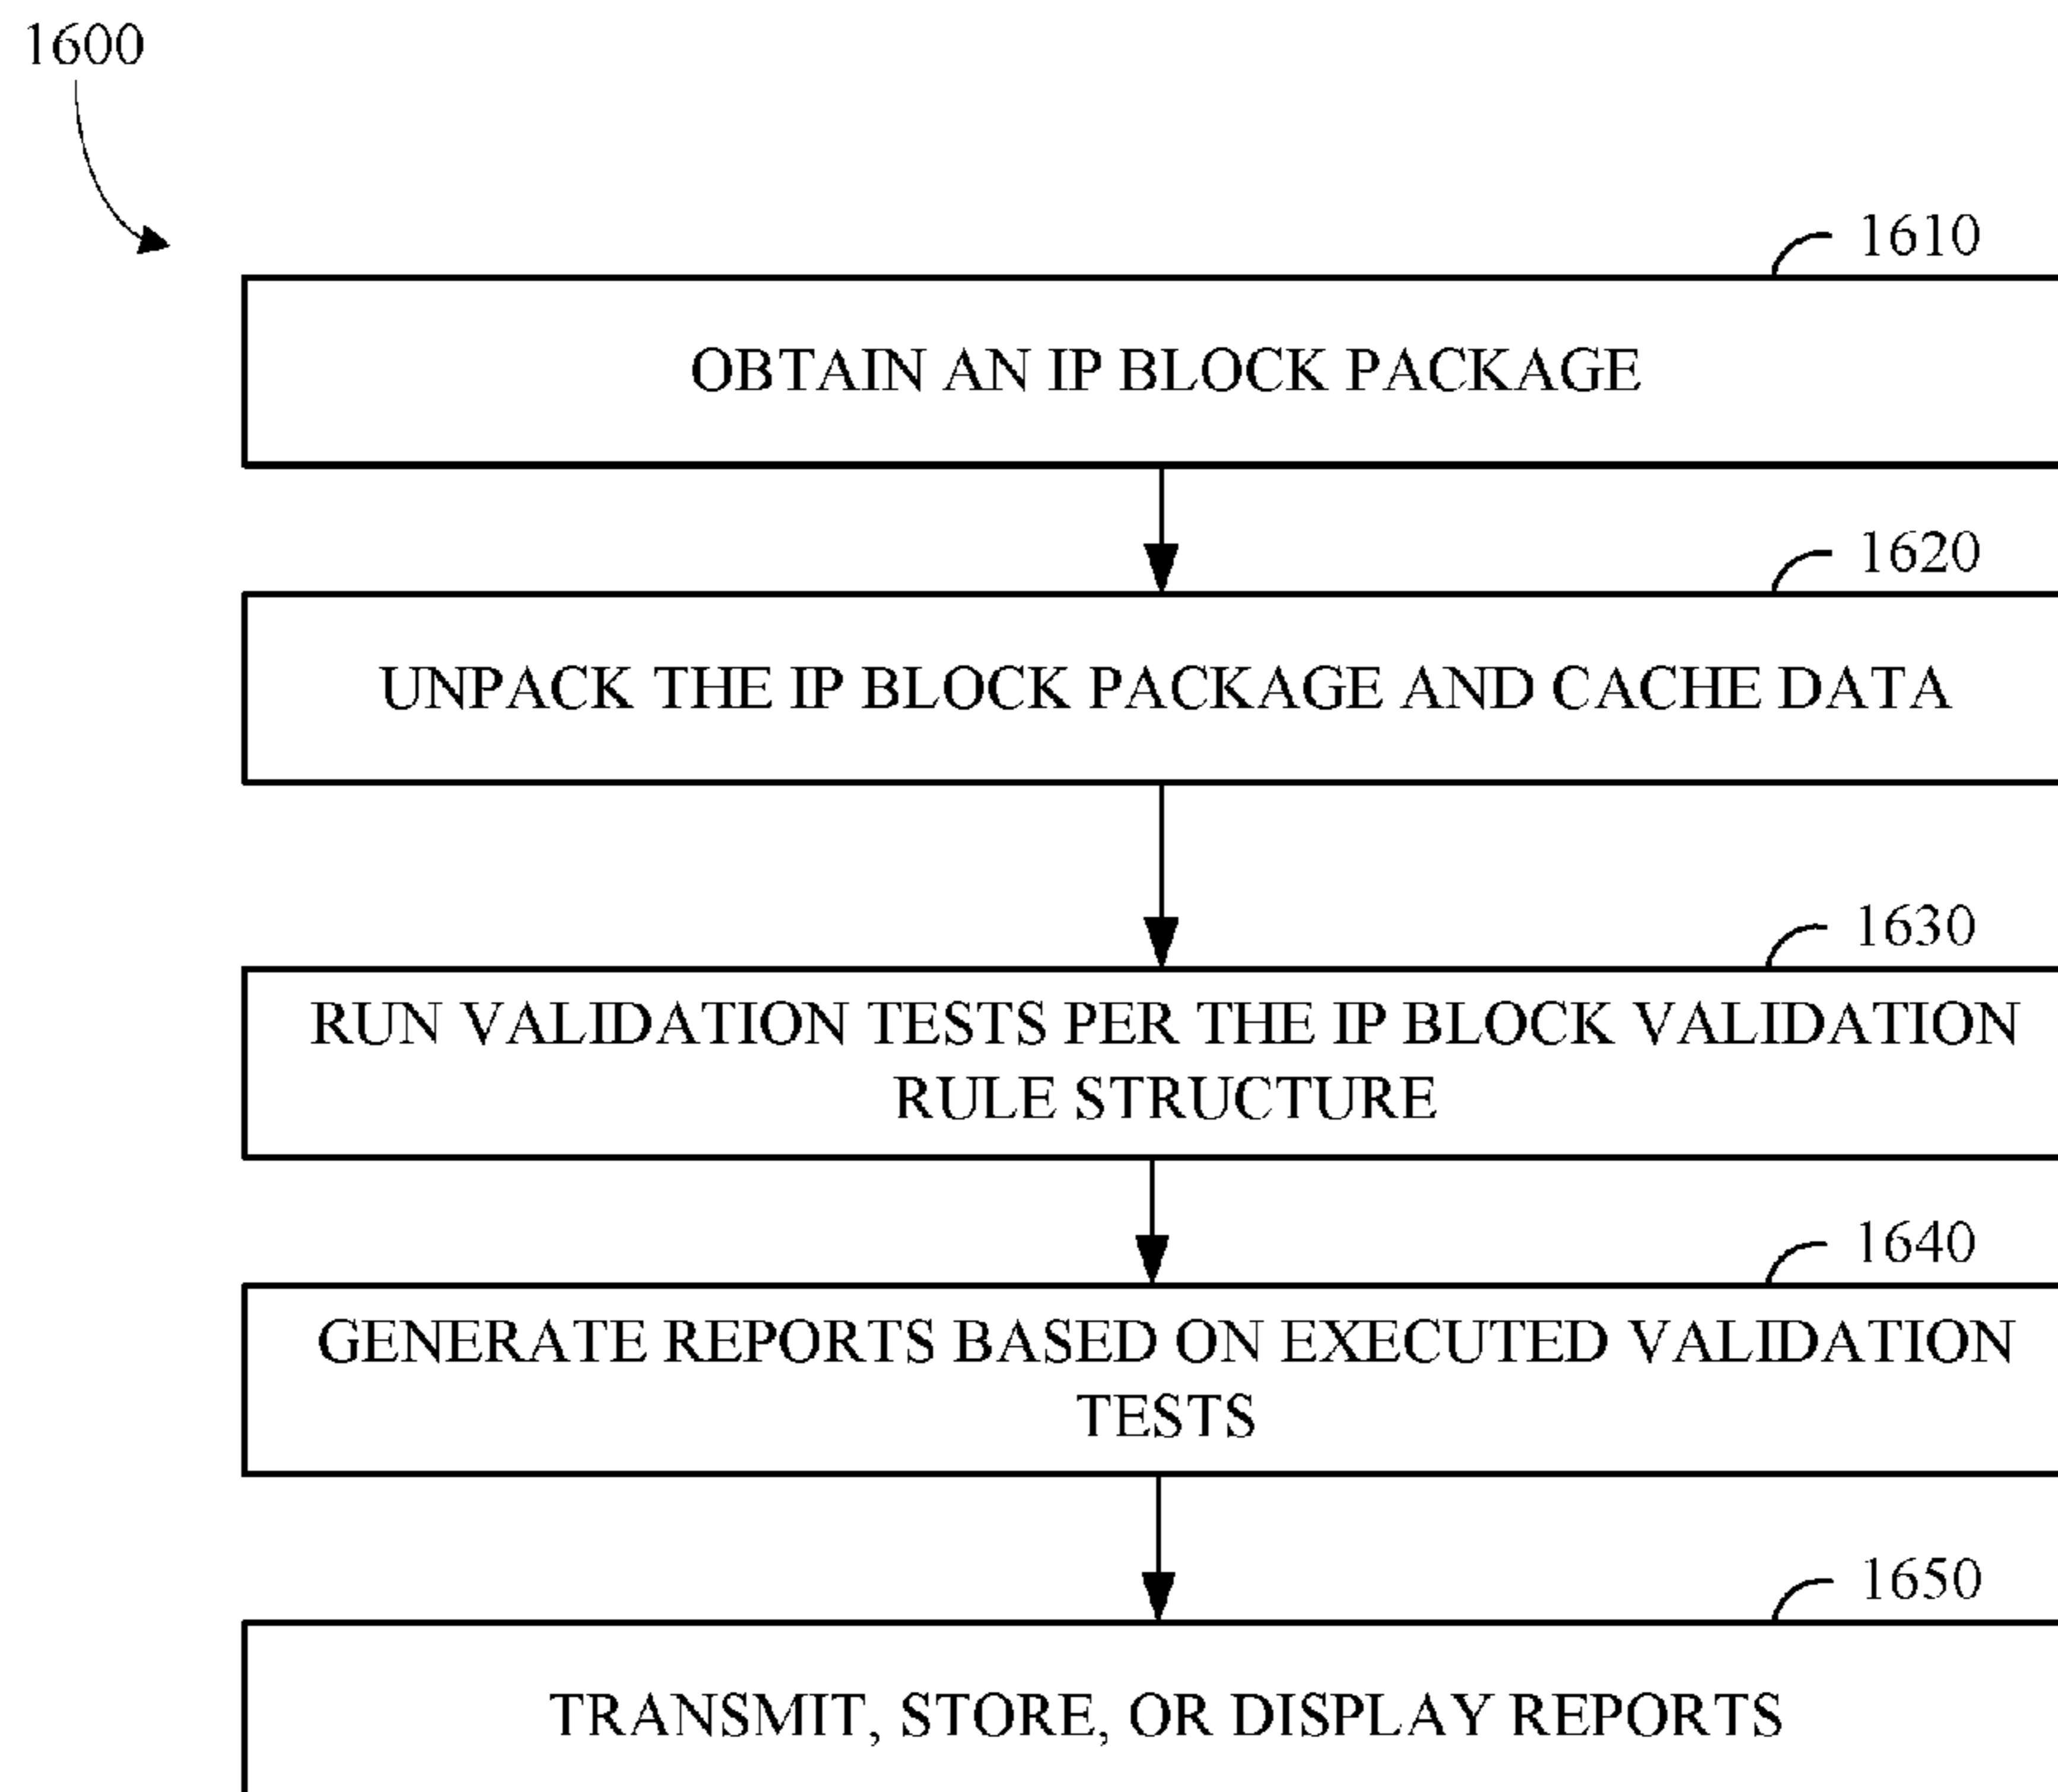 1600
1610
OBTAIN AN IP BLOCK PACKAGE
1620
UNPACK THE IP BLOCK PACKAGE AND CACHE DATA
1630
RUN VALIDATION TESTS PER THE IP BLOCK VALIDATION
RULE STRUCTURE
1640
GENERATE REPORTS BASED ON EXECUTED VALIDATION
TESTS
1650
TRANSMIT, STORE, OR DISPLAY REPORTS